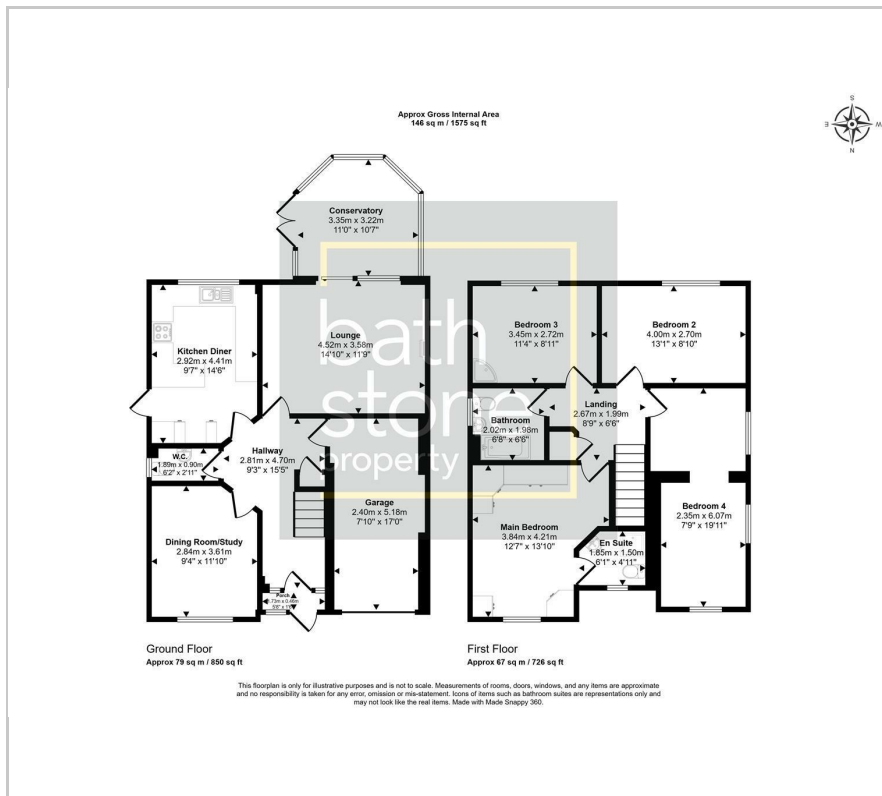 Approx Gross Internal Area
146 sq m / 1575 sq ft
S
E
W
N
Conservatory
3.35m x 3.22m
11'0" x 10'7"
Kitchen Diner
2.92m x 4.41m
9'7" x 14'6"
Lounge
4.52m x 3.58m
14'10" x 11'9"
W.C.
1.89m x 0.90m
6'2" x 2'11"
Hallway
2.81m x 4.70m
9'3" x 15'5"
Dining Room/Study
2.84m x 3.61m
9'4" x 11'10"
Garage
2.40m x 5.18m
7'10" x 17'0"
Porch
Bedroom 3
3.45m x 2.72m
11'4" x 8'11"
Bedroom 2
4.00m x 2.70m
13'1" x 8'10"
Bathroom
2.02m x 1.98m
6'8" x 6'6"
Landing
2.67m x 1.99m
8'9" x 6'6"
Main Bedroom
3.84m x 4.21m
12'7" x 13'10"
En Suite
1.85m x 1.50m
6'1" x 4'11"
Bedroom 4
2.35m x 6.07m
7'9" x 19'11"
bath
stone
property
Ground Floor
Approx 79 sq m / 850 sq ft
First Floor
Approx 67 sq m / 726 sq ft
This floorplan is only for illustrative purposes and is not to scale. Measurements of rooms, doors, windows, and any items are approximate
and no responsibility is taken for any error, omission or mis-statement. Icons of items such as bathroom suites are representations only and
may not look like the real items. Made with Made Snappy 360.